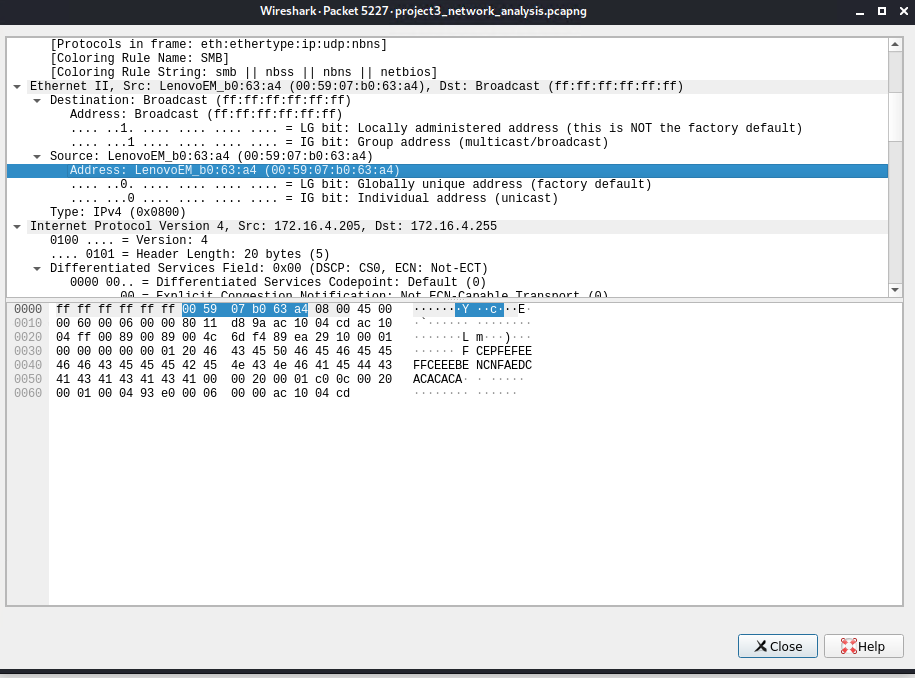 Wireshark · Packet 5227 · project3_network_analysis.pcapng
[Protocols in frame: eth:ethertype:ip:udp:nbns]
[Coloring Rule Name: SMB]
[Coloring Rule String: smb || nbss || nbns || netbios]
Ethernet II, Src: LenovoEM_b0:63:a4 (00:59:07:b0:63:a4), Dst: Broadcast (ff:ff:ff:ff:ff:ff)
Destination: Broadcast (ff:ff:ff:ff:ff:ff)
Address: Broadcast (ff:ff:ff:ff:ff:ff)
.... ..1. .... .... .... .... = LG bit: Locally administered address (this is NOT the factory default)
.... ...1 .... .... .... .... = IG bit: Group address (multicast/broadcast)
Source: LenovoEM_b0:63:a4 (00:59:07:b0:63:a4)
Address: LenovoEM_b0:63:a4 (00:59:07:b0:63:a4)
.... ..0. .... .... .... .... = LG bit: Globally unique address (factory default)
.... ...0 .... .... .... .... = IG bit: Individual address (unicast)
Type: IPv4 (0x0800)
Internet Protocol Version 4, Src: 172.16.4.205, Dst: 172.16.4.255
0100 .... = Version: 4
.... 0101 = Header Length: 20 bytes (5)
Differentiated Services Field: 0x00 (DSCP: CS0, ECN: Not-ECT)
0000 00.. = Differentiated Services Codepoint: Default (0)
.... ..00 = Explicit Congestion Notification: Not ECN-Capable Transport (0)
0000 ff ff ff ff ff ff 00 59 07 b0 63 a4 08 00 45 00 ·······Y ··c···E·
0010 00 60 00 06 00 00 80 11 d8 9a ac 10 04 cd ac 10 ·`······ ········
0020 04 ff 00 89 00 89 00 4c 6d f4 89 ea 29 10 00 01 ·······L m···)···
0030 00 00 00 00 00 01 20 46 43 45 50 46 45 46 45 45 ······ F CEPFEFEE
0040 46 46 43 45 45 45 42 45 4e 43 4e 46 41 45 44 43 FFCEEEBE NCNFAEDC
0050 41 43 41 43 41 43 41 00 00 20 00 01 c0 0c 00 20 ACACACA· · ·····
0060 00 01 00 04 93 e0 00 06 00 00 ac 10 04 cd ········ ······
Close
Help